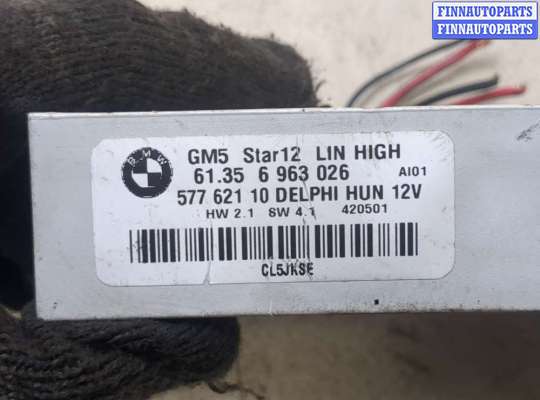 FINNAUTOPARTS
FINNAUTOPARTS
BMW
GM5 Star12 LIN HIGH
61.35 6 963 026 AI01
577 621 10 DELPHI HUN 12V
HW 2.1 SW 4.1 420501
CL5JKSE